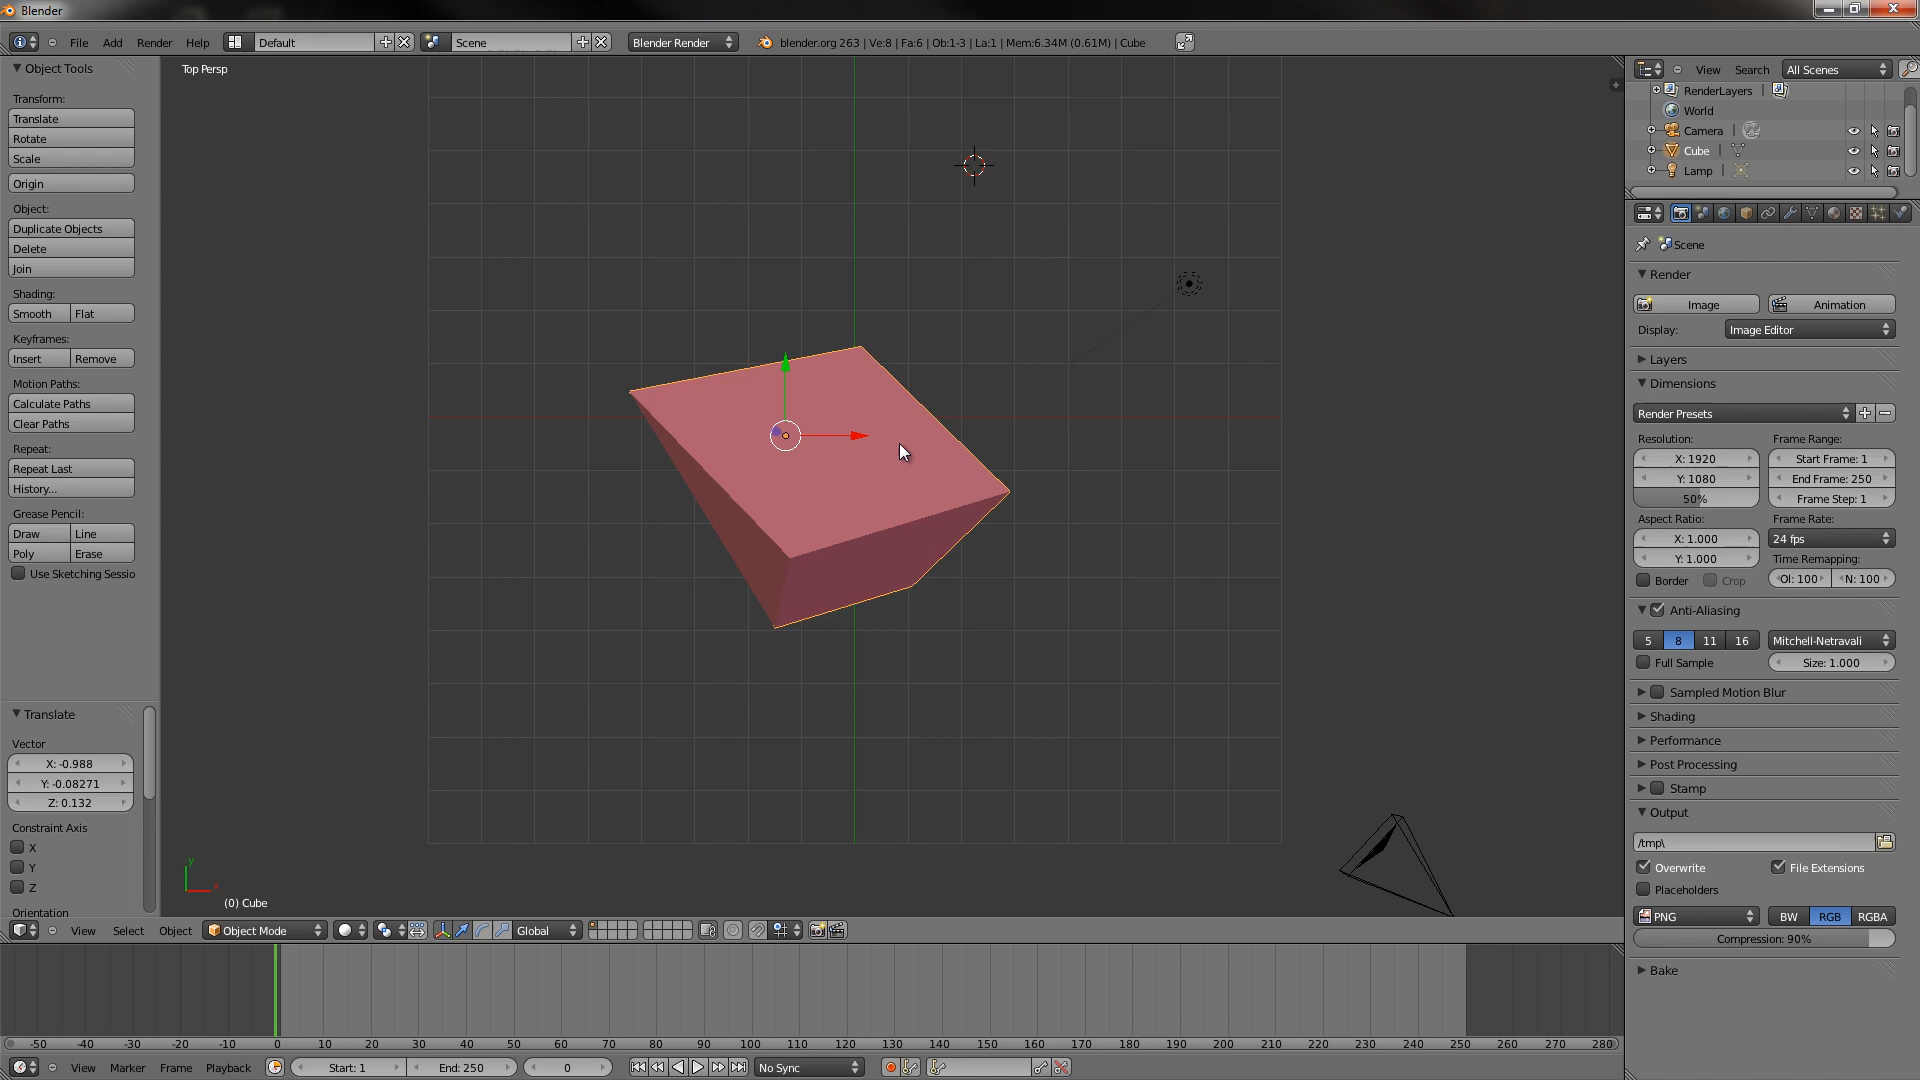 Blender
File Add Render Help Default Scene Blender Render blender.org 263 | Ve:8 | Fa:6 | Ob:1-3 | La:1 | Mem:6.34M (0.61M) | Cube
Object Tools
Transform:
Translate
Rotate
Scale
Origin
Object:
Duplicate Objects
Delete
Join
Shading:
Smooth Flat
Keyframes:
Insert Remove
Motion Paths:
Calculate Paths
Clear Paths
Repeat:
Repeat Last
History...
Grease Pencil:
Draw Line
Poly Erase
Use Sketching Sessio
Translate
Vector
X: -0.988
Y: -0.08271
Z: 0.132
Constraint Axis
X
Y
Z
Orientation
Top Persp
y
x
(0) Cube
View Select Object Object Mode Global
-50 -40 -30 -20 -10 0 10 20 30 40 50 60 70 80 90 100 110 120 130 140 150 160 170 180 190 200 210 220 230 240 250 260 270 280
View Marker Frame Playback Start: 1 End: 250 0 No Sync
View Search All Scenes
RenderLayers |
World
Camera |
Cube |
Lamp |
Scene
Render
Image Animation
Display: Image Editor
Layers
Dimensions
Render Presets
Resolution: Frame Range:
X: 1920 Start Frame: 1
Y: 1080 End Frame: 250
50% Frame Step: 1
Aspect Ratio: Frame Rate:
X: 1.000 24 fps
Y: 1.000 Time Remapping:
Border Crop Ol: 100 N: 100
Anti-Aliasing
5 8 11 16 Mitchell-Netravali
Full Sample Size: 1.000
Sampled Motion Blur
Shading
Performance
Post Processing
Stamp
Output
/tmp\
Overwrite File Extensions
Placeholders
PNG BW RGB RGBA
Compression: 90%
Bake